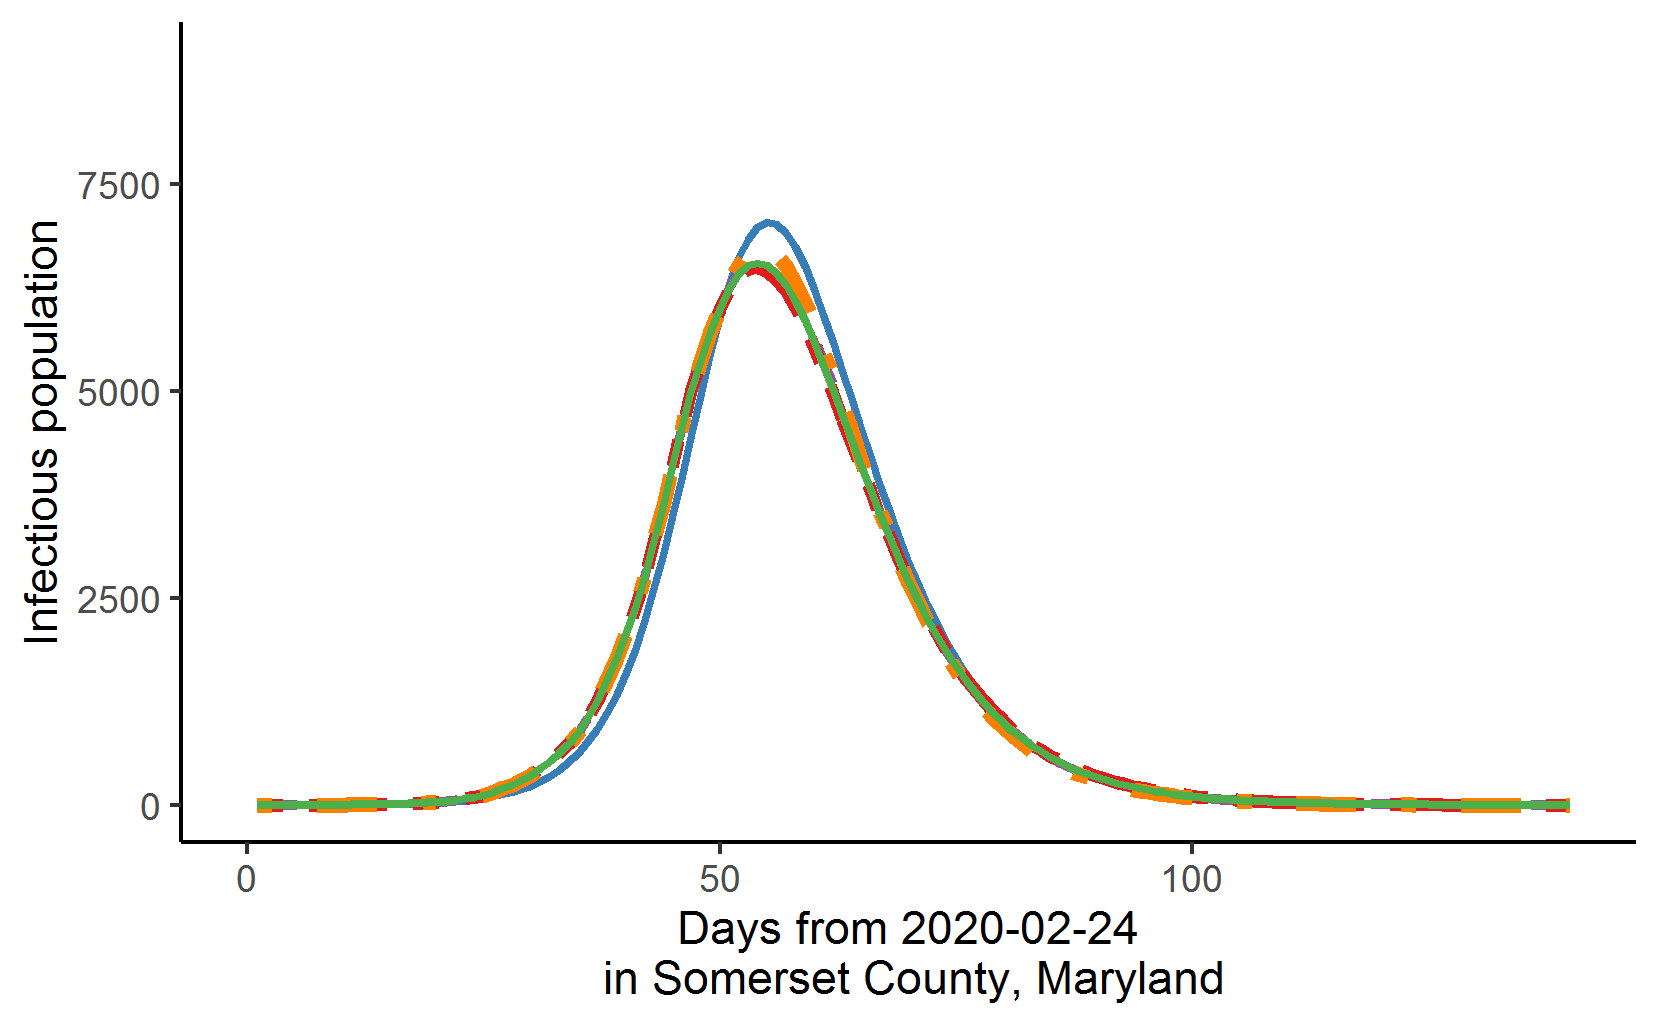 Infectious population
7500
5000
2500
0
0 50 100
Days from 2020-02-24
in Somerset County, Maryland